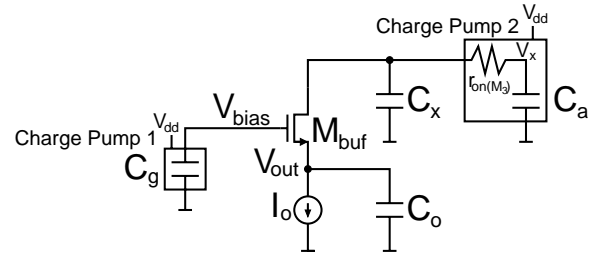 Charge Pump 2
Vdd
Vx
ron(M3)
Ca
Cx
Vbias
Mbuf
Charge Pump 1
Vdd
Cg
Vout
Io
Co